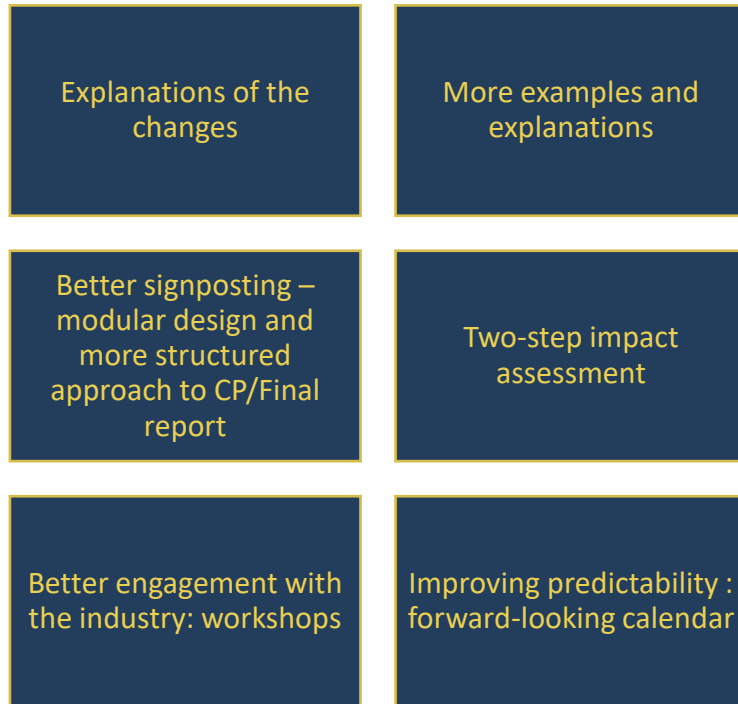 Explanations of the
changes
More examples and
explanations
Better signposting –
modular design and
more structured
approach to CP/Final
report
Two-step impact
assessment
Better engagement with
the industry: workshops
Improving predictability :
forward-looking calendar